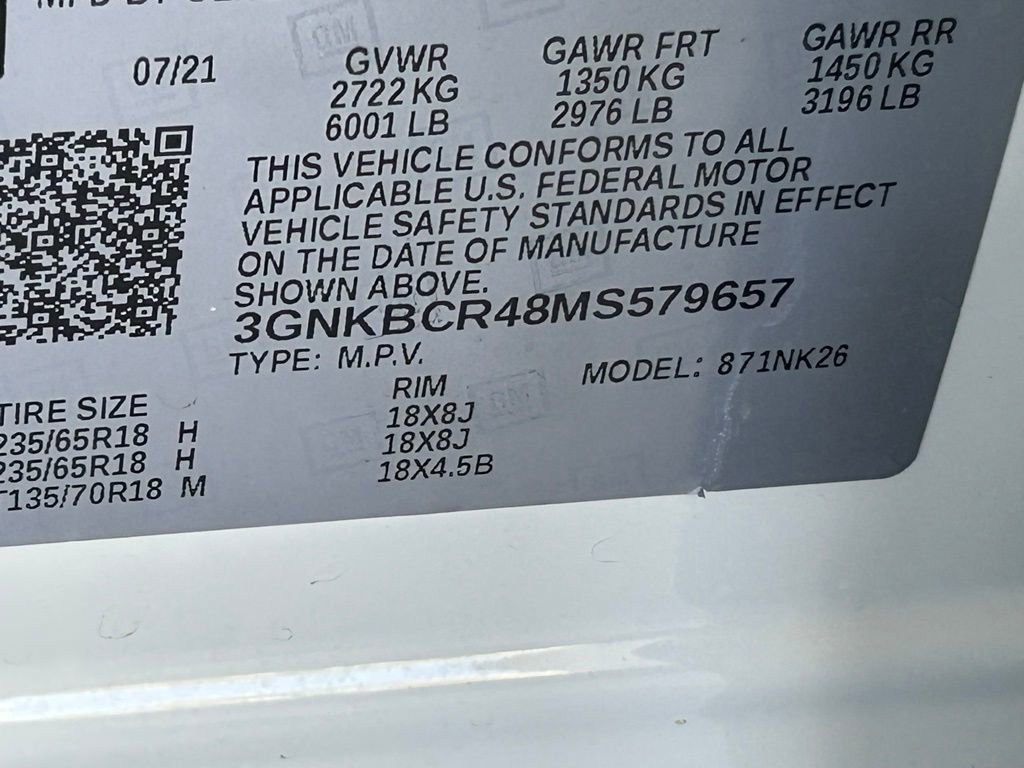 07/21
GVWR GAWR FRT GAWR RR
2722 KG 1350 KG 1450 KG
6001 LB 2976 LB 3196 LB
THIS VEHICLE CONFORMS TO ALL
APPLICABLE U.S. FEDERAL MOTOR
VEHICLE SAFETY STANDARDS IN EFFECT
ON THE DATE OF MANUFACTURE
SHOWN ABOVE.
3GNKBCR48MS579657
TYPE: M.P.V. MODEL: 871NK26
TIRE SIZE RIM
235/65R18 H 18X8J
235/65R18 H 18X8J
T135/70R18 M 18X4.5B